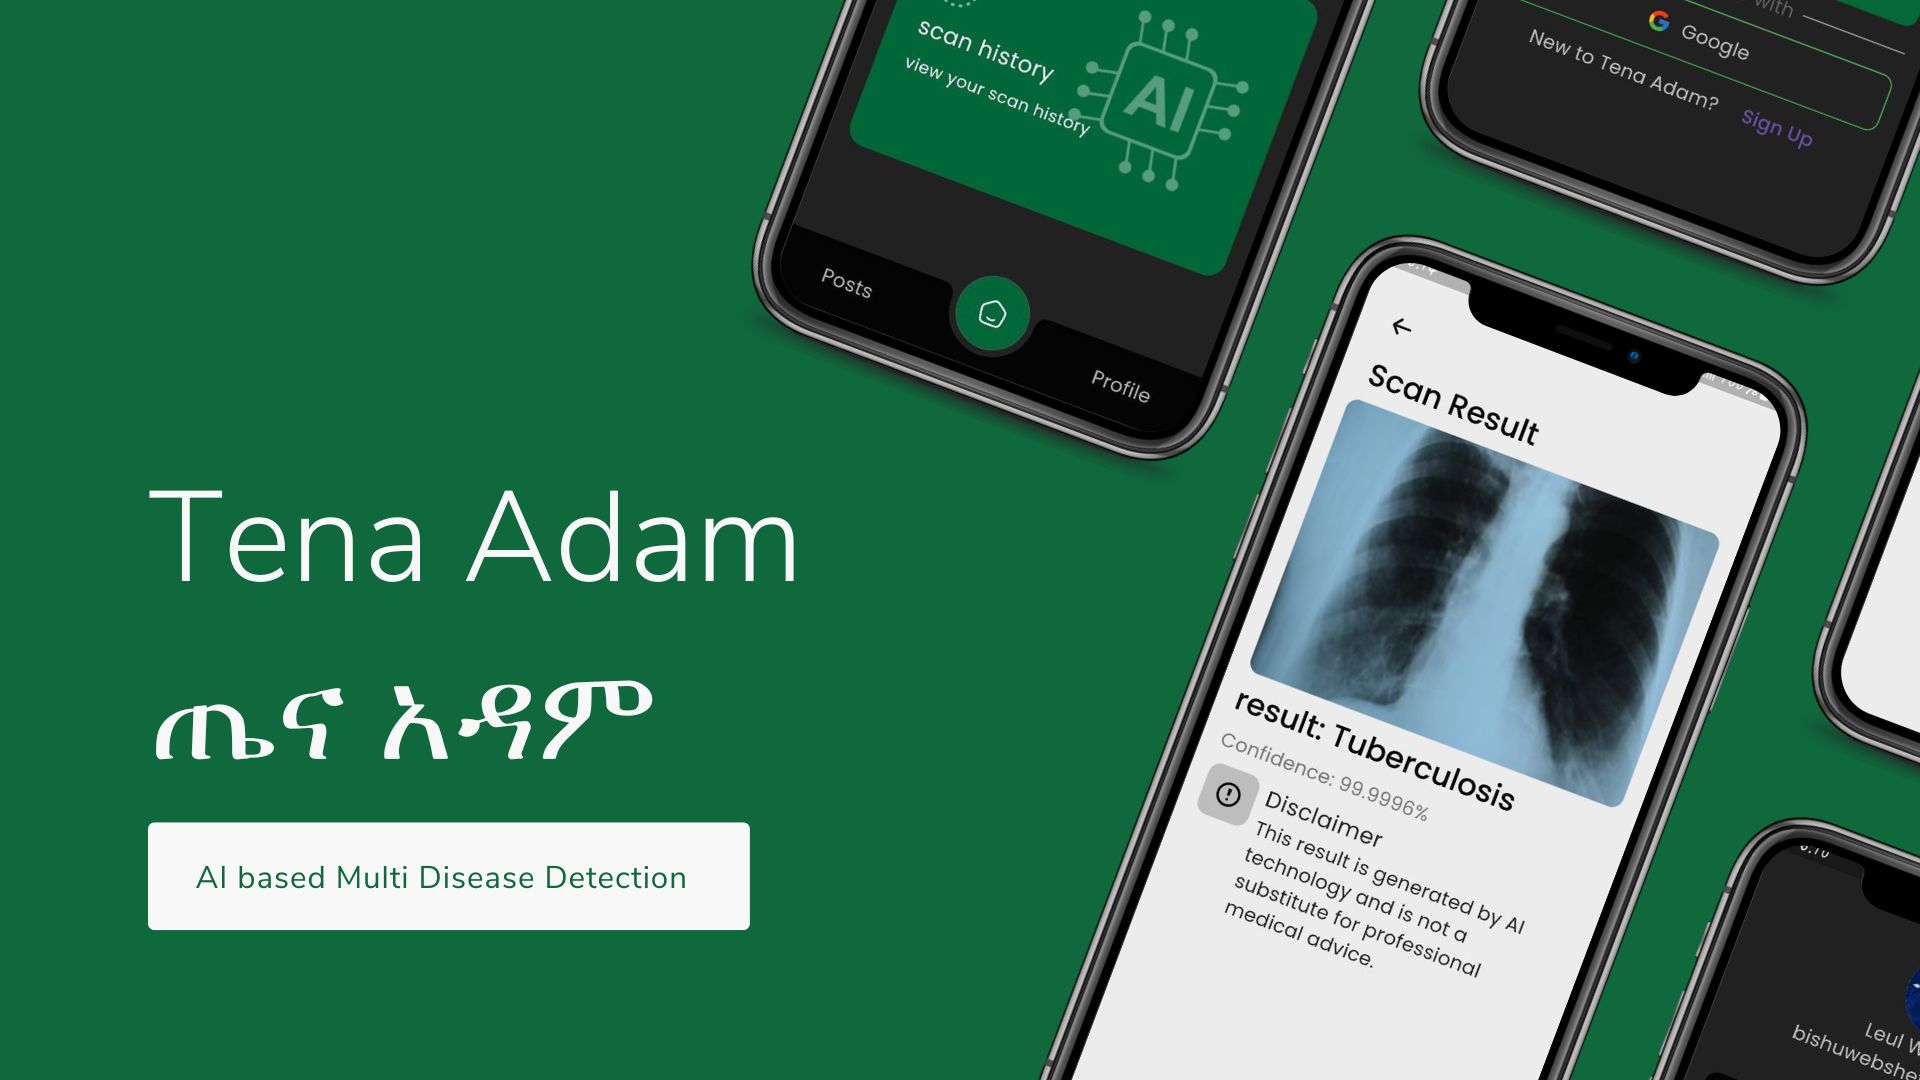 Tena Adam
ጤና አዳም
AI based Multi Disease Detection
scan history
view your scan history
AI
Posts
Profile
with
Google
New to Tena Adam? Sign Up
Scan Result
result: Tuberculosis
Confidence: 99.9996%
Disclaimer
This result is generated by AI
technology and is not a
substitute for professional
medical advice.
Leul